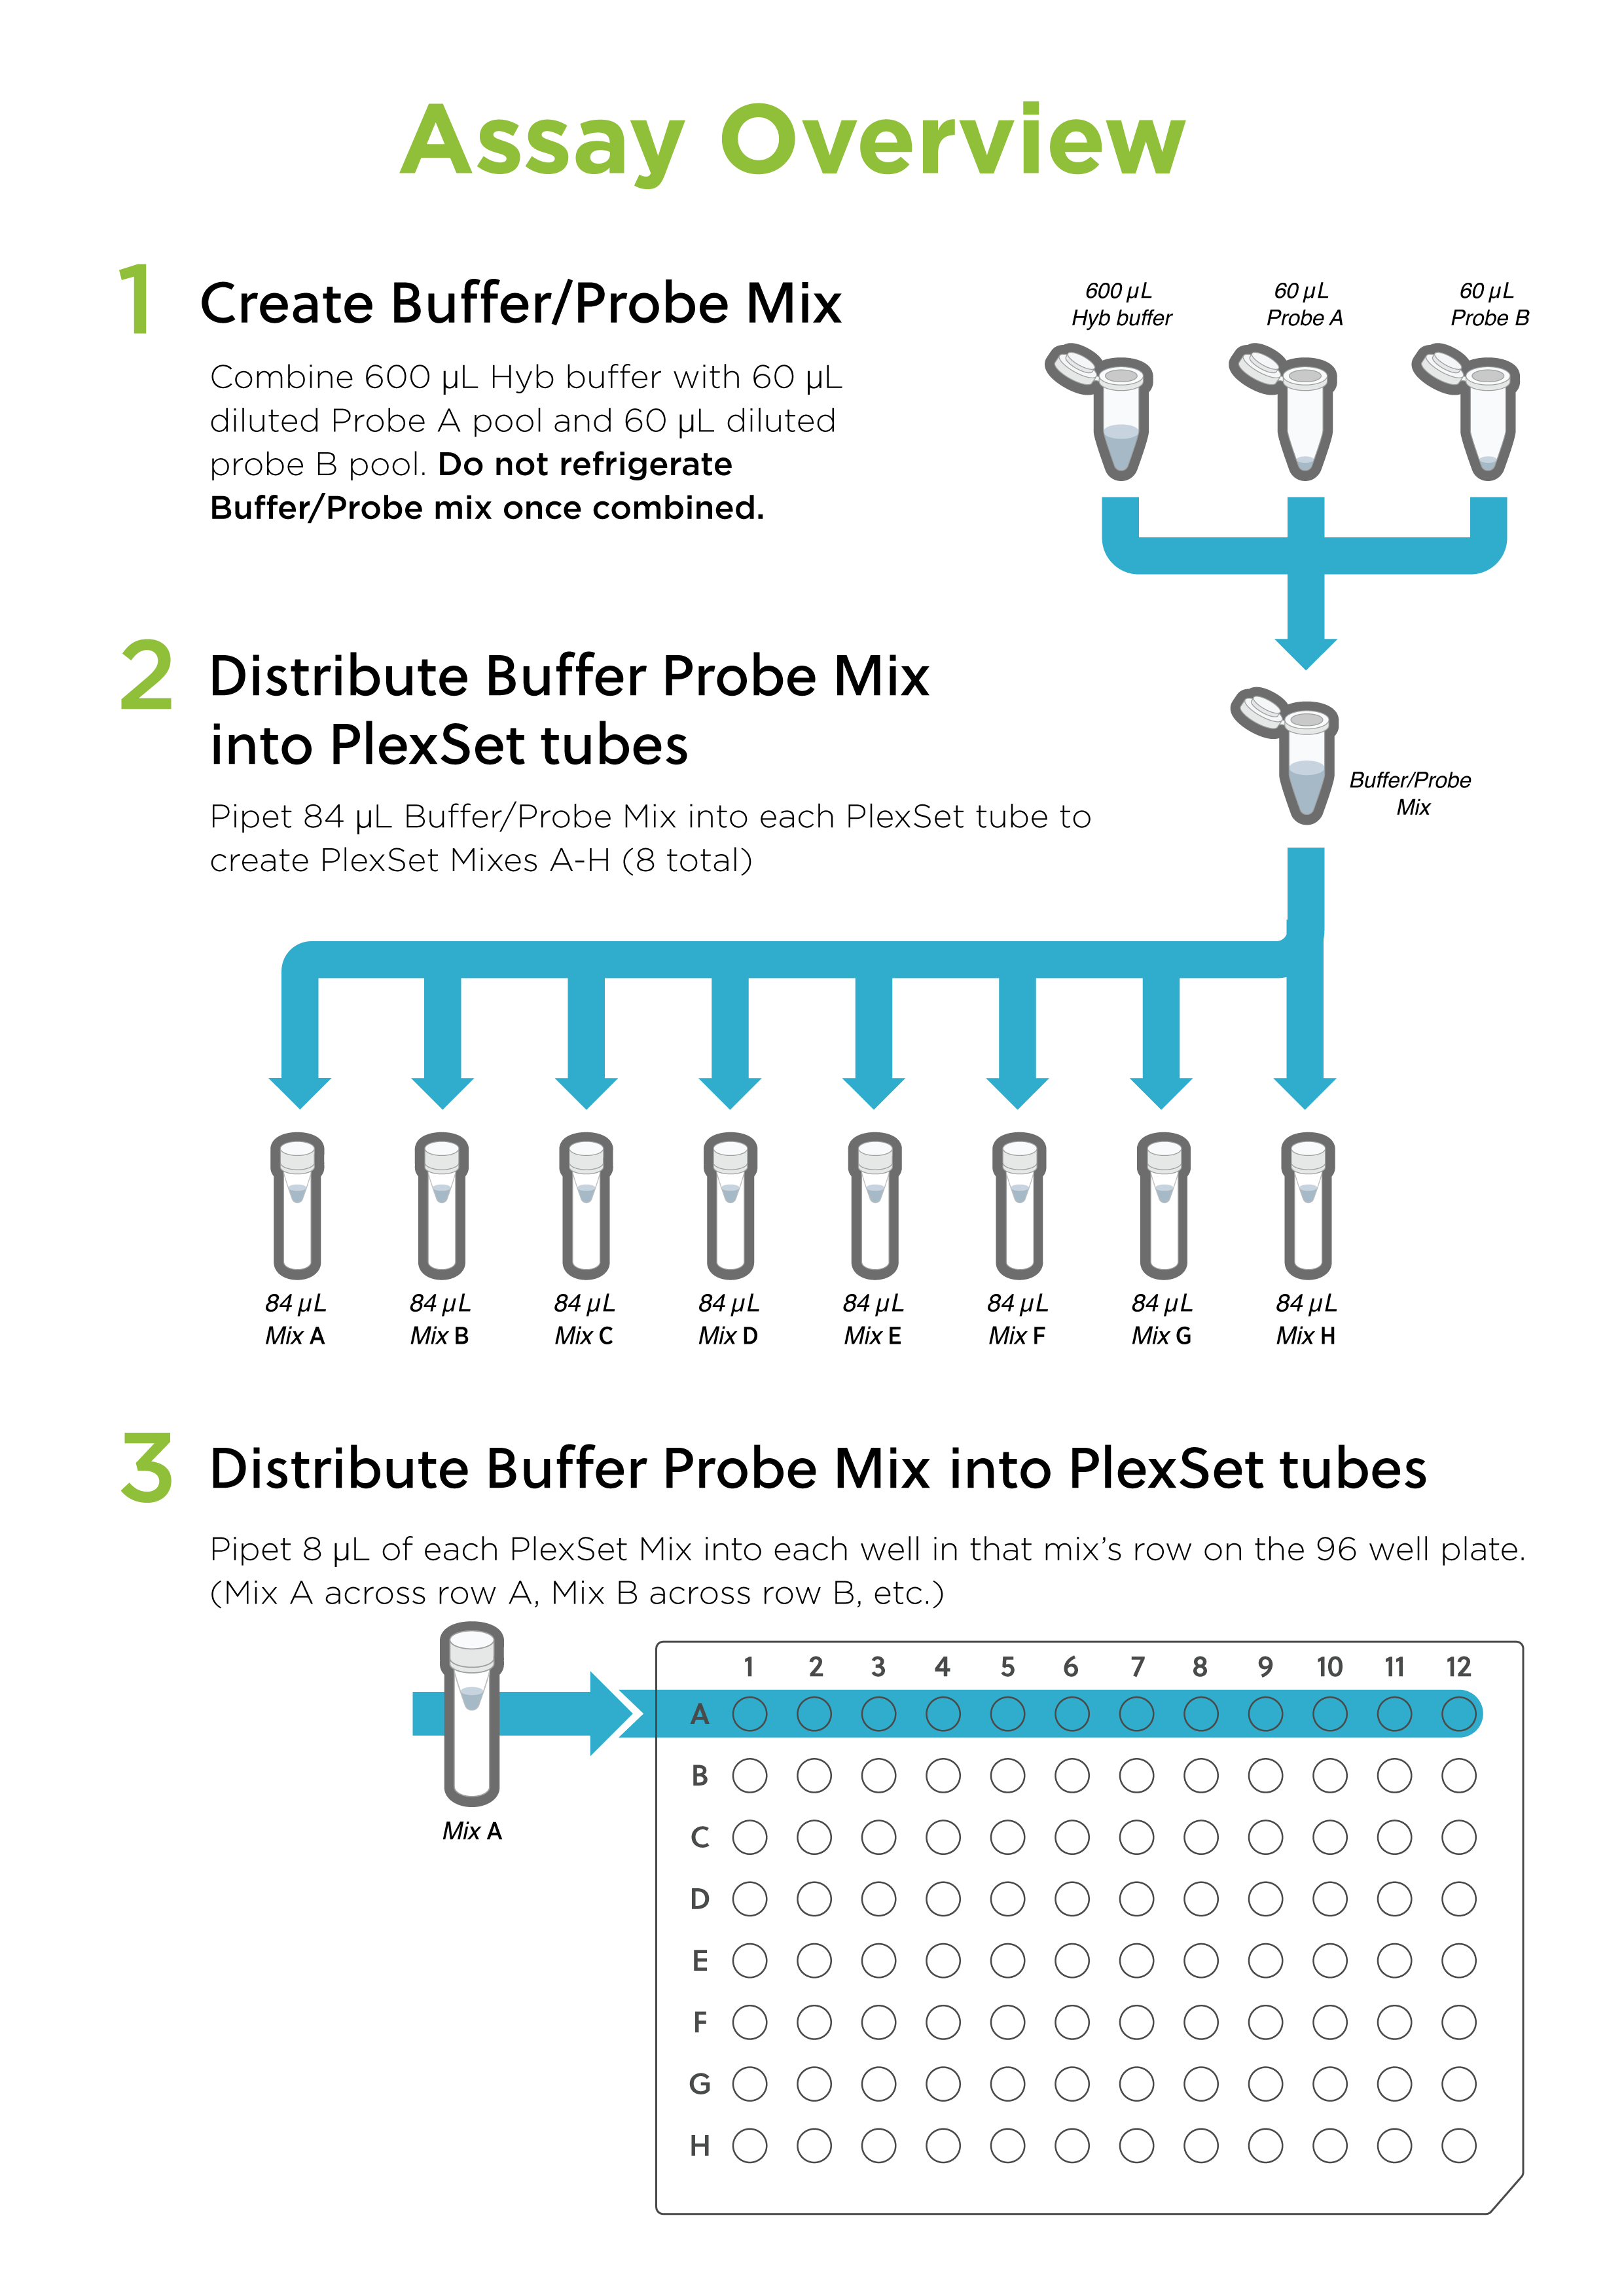 Assay Overview
1
Create Buffer/Probe Mix
Combine 600 µL Hyb buffer with 60 µL
diluted Probe A pool and 60 µL diluted
probe B pool. Do not refrigerate
Buffer/Probe mix once combined.
600 µL
Hyb buffer
60 µL
Probe A
60 µL
Probe B
2
Distribute Buffer Probe Mix
into PlexSet tubes
Pipet 84 µL Buffer/Probe Mix into each PlexSet tube to
create PlexSet Mixes A-H (8 total)
Buffer/Probe
Mix
84 µL
Mix A
84 µL
Mix B
84 µL
Mix C
84 µL
Mix D
84 µL
Mix E
84 µL
Mix F
84 µL
Mix G
84 µL
Mix H
3
Distribute Buffer Probe Mix into PlexSet tubes
Pipet 8 µL of each PlexSet Mix into each well in that mix’s row on the 96 well plate.
(Mix A across row A, Mix B across row B, etc.)
Mix A
1 2 3 4 5 6 7 8 9 10 11 12
A
B
C
D
E
F
G
H